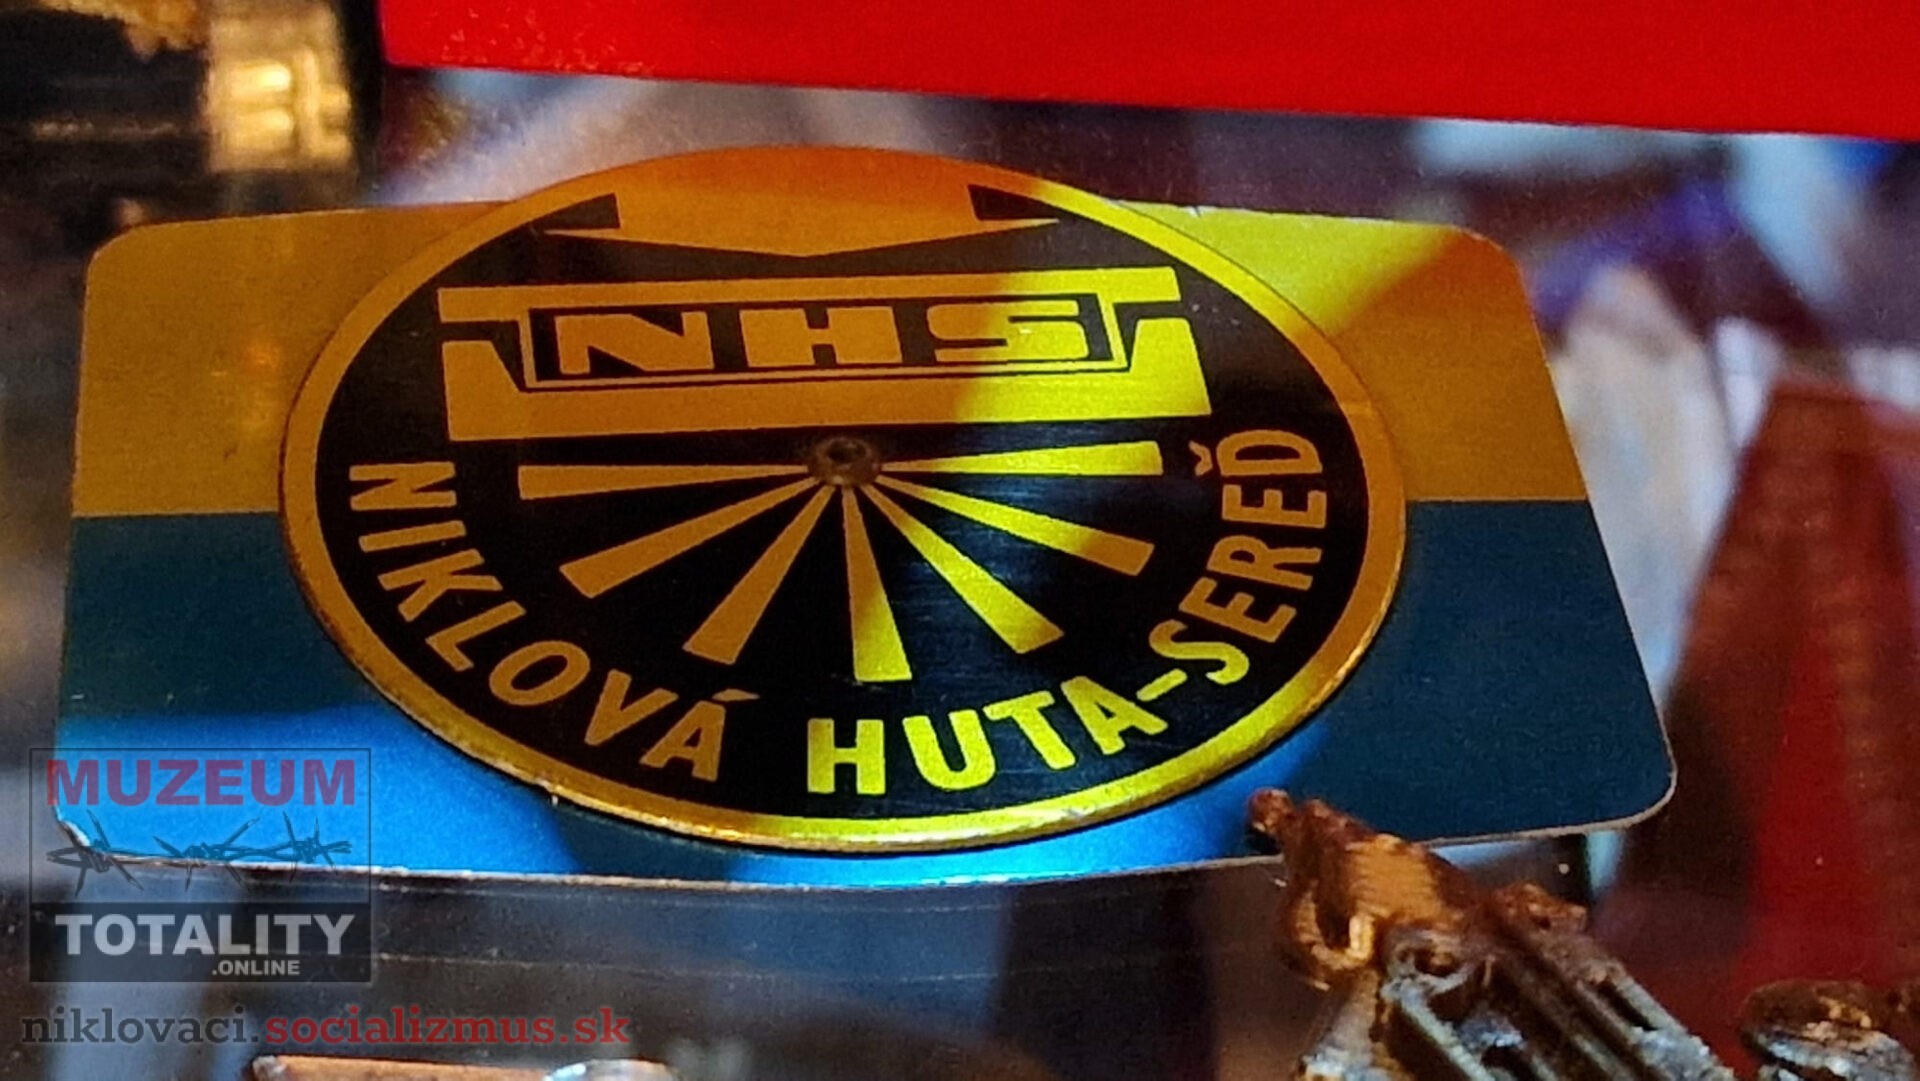 NHS
NIKLOVÁ HUTA-SEREĎ
MUZEUM
TOTALITY
.ONLINE
niklovaci.socializmus.sk